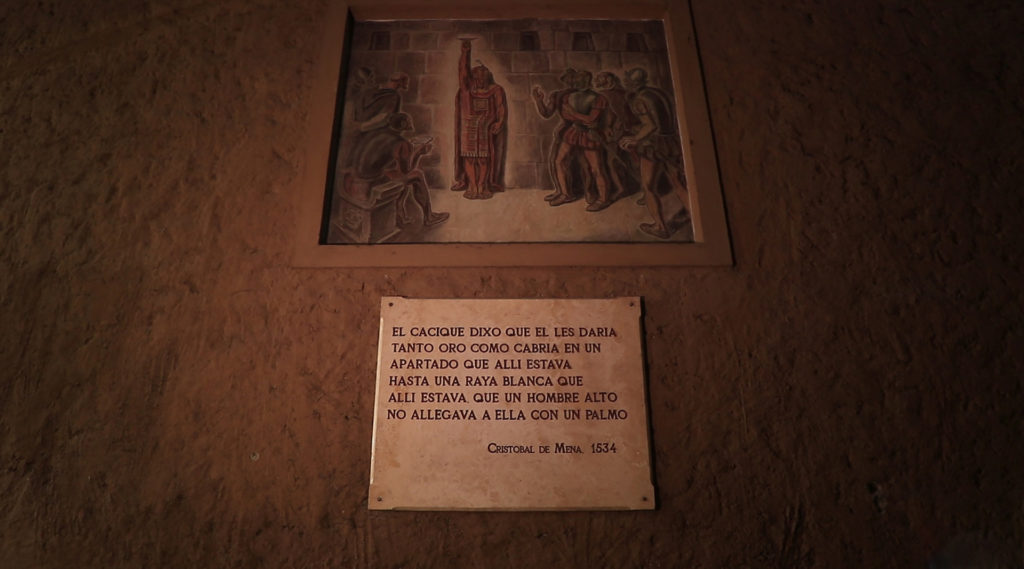 EL CACIQUE DIXO QUE EL LES DARIA
TANTO ORO COMO CABRIA EN UN
APARTADO QUE ALLI ESTAVA
HASTA UNA RAYA BLANCA QUE
ALLI ESTAVA, QUE UN HOMBRE ALTO
NO ALLEGAVA A ELLA CON UN PALMO
CRISTOBAL DE MENA, 1534